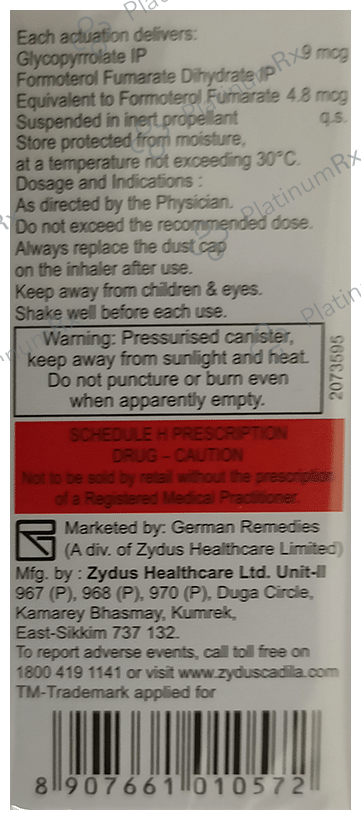 Each actuation delivers:
Glycopyrrolate IP 9 mcg
Formoterol Fumarate Dihydrate IP
Equivalent to Formoterol Fumarate 4.8 mcg
Suspended in inert propellant q.s.
Store protected from moisture,
at a temperature not exceeding 30°C.
Dosage and Indications :
As directed by the Physician.
Do not exceed the recommended dose.
Always replace the dust cap
on the inhaler after use.
Keep away from children & eyes.
Shake well before each use.
Warning: Pressurised canister,
keep away from sunlight and heat.
Do not puncture or burn even
when apparently empty.
2073595
SCHEDULE H PRESCRIPTION
DRUG – CAUTION
Not to be sold by retail without the prescription
of a Registered Medical Practitioner.
Marketed by: German Remedies
(A div. of Zydus Healthcare Limited)
Mfg. by : Zydus Healthcare Ltd. Unit-II
967 (P), 968 (P), 970 (P), Duga Circle,
Kamarey Bhasmay, Kumrek,
East-Sikkim 737 132.
To report adverse events, call toll free on
1800 419 1141 or visit www.zyduscadila.com
TM-Trademark applied for
8 907661 010572
PlatinumRx